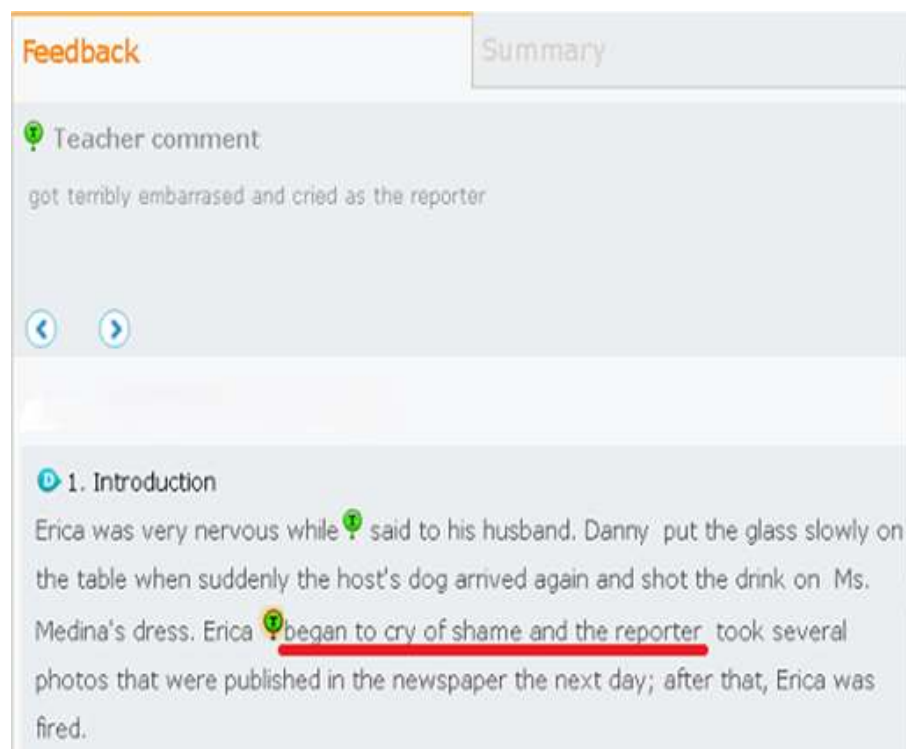 Feedback
Summary
Teacher comment
got terribly embarrased and cried as the reporter
1. Introduction
Erica was very nervous while said to his husband. Danny put the glass slowly on
the table when suddenly the host's dog arrived again and shot the drink on Ms.
Medina's dress. Erica began to cry of shame and the reporter took several
photos that were published in the newspaper the next day; after that, Erica was
fired.